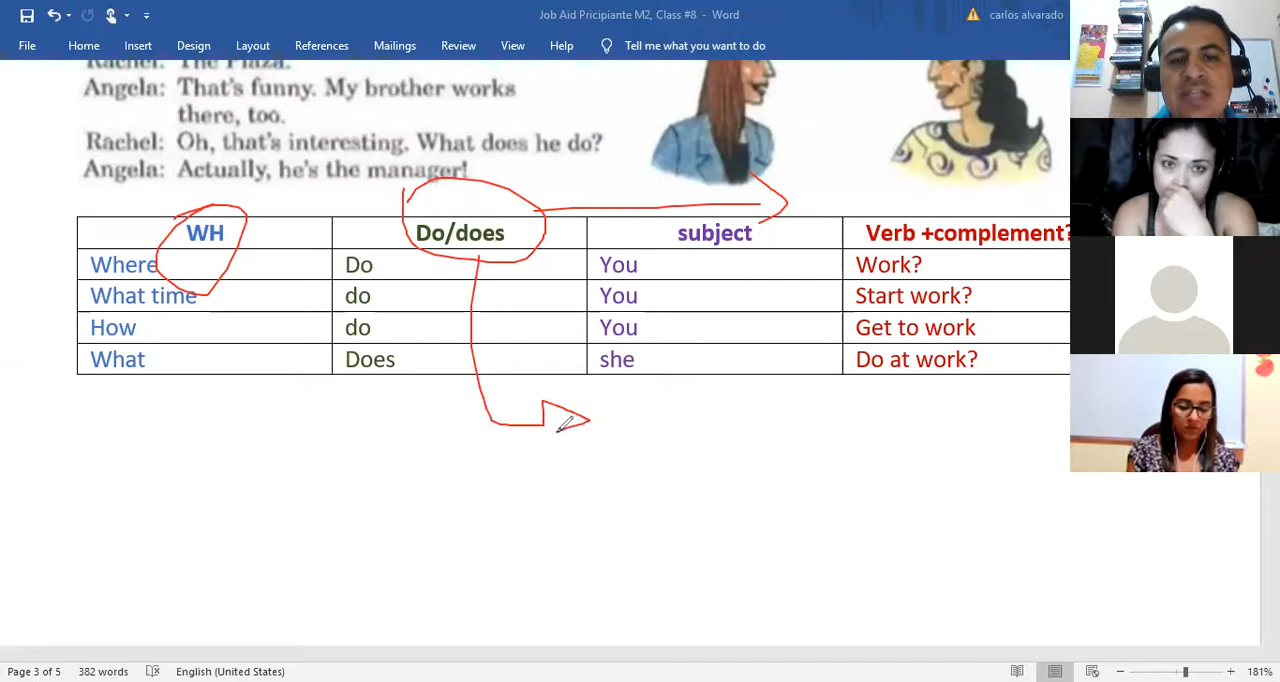 Job Aid Pricipiante M2, Class #8 - Word
carlos alvarado
File Home Insert Design Layout References Mailings Review View Help Tell me what you want to do
Rachel: The Plaza.
Angela: That's funny. My brother works
there, too.
Rachel: Oh, that's interesting. What does he do?
Angela: Actually, he's the manager!
WH Do/does subject Verb +complement?
Where Do You Work?
What time do You Start work?
How do You Get to work
What Does she Do at work?
Page 3 of 5 382 words English (United States) 181%